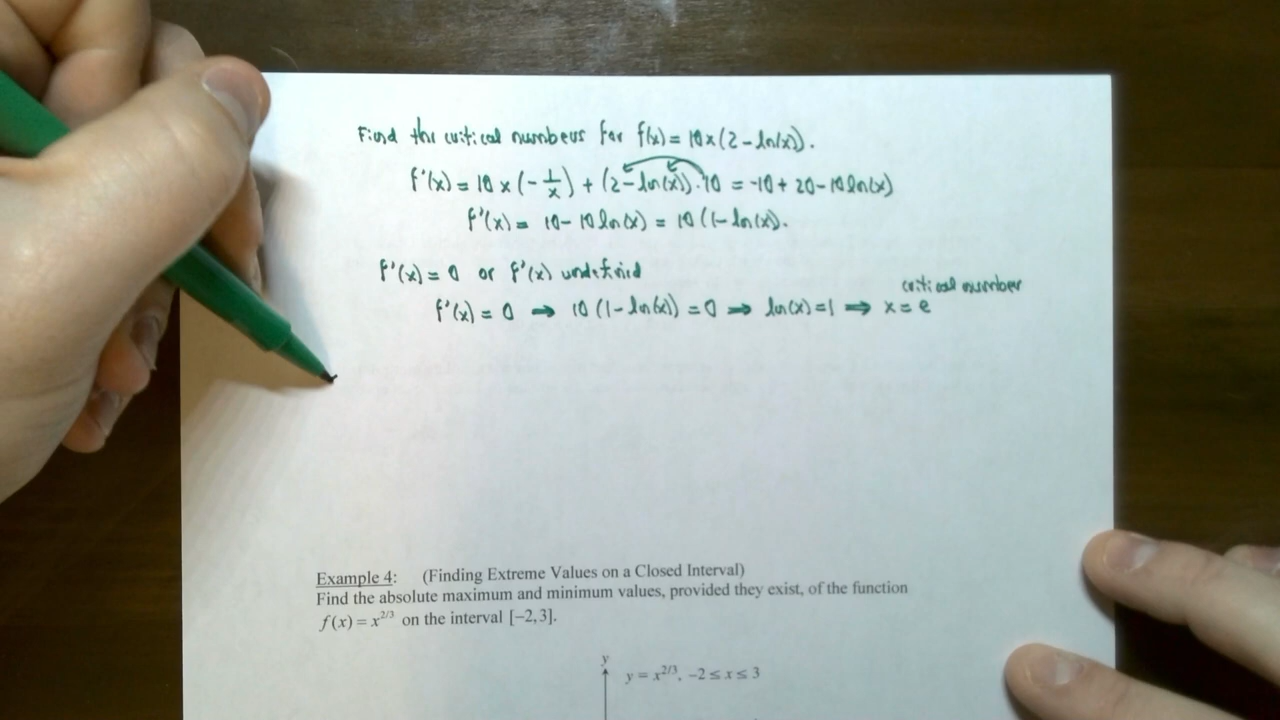 Find the critical numbers for f(x) = 10x(2-ln(x)).
f'(x) = 10x(-1/x) + (2-ln(x))·10 = -10+20-10ln(x)
f'(x) = 10-10ln(x) = 10(1-ln(x)).
f'(x) = 0 or f'(x) undefined
critical number
f'(x) = 0 → 10(1-ln(x)) = 0 ⇒ ln(x)=1 ⇒ x=e
Example 4: (Finding Extreme Values on a Closed Interval)
Find the absolute maximum and minimum values, provided they exist, of the function
f(x) = x^{2/3} on the interval [−2,3].
y
y = x^{2/3}, −2 ≤ x ≤ 3